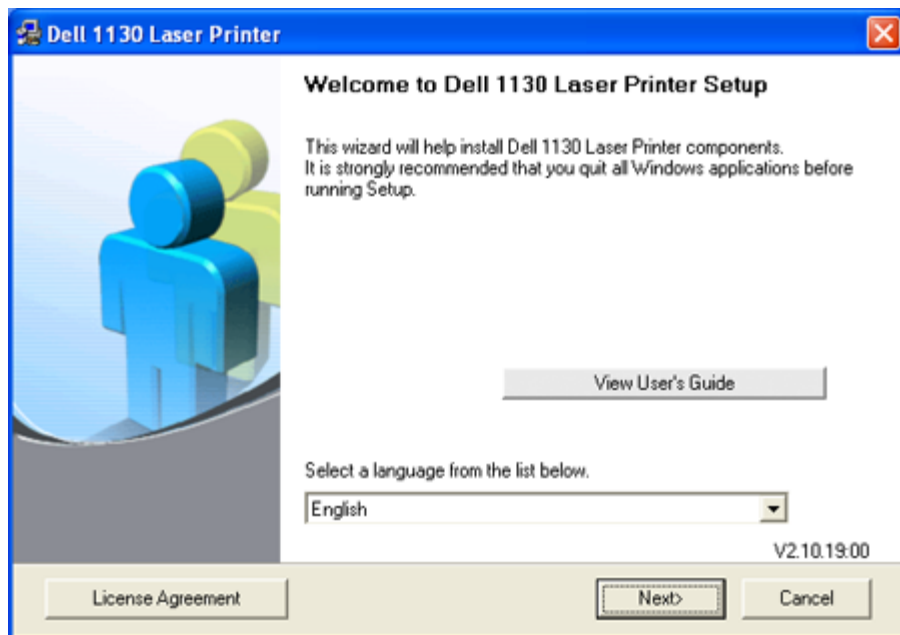 Dell 1130 Laser Printer
Welcome to Dell 1130 Laser Printer Setup
This wizard will help install Dell 1130 Laser Printer components.
It is strongly recommended that you quit all Windows applications before
running Setup.
View User's Guide
Select a language from the list below.
English
V2.10.19:00
License Agreement
Next>
Cancel